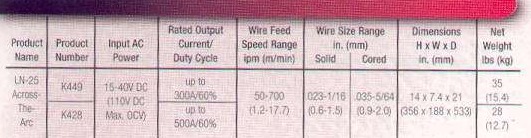 Product Name
Product Number
Input AC Power
Rated Output Current/ Duty Cycle
Wire Feed Speed Range ipm (m/min)
Wire Size Range in. (mm)
Solid Cored
Dimensions H x W x D in. (mm)
Net Weight lbs (kg)
LN-25 Across-The-Arc
K449
K428
15-40V DC (110V DC Max. OCV)
up to 300A/60%
up to 500A/60%
50-700 (1.2-17.7)
.023-1/16 (0.6-1.5)
.035-5/64 (0.9-2.0)
14 x 7.4 x 21 (356 x 188 x 533)
35 (15.4)
28 (12.7)